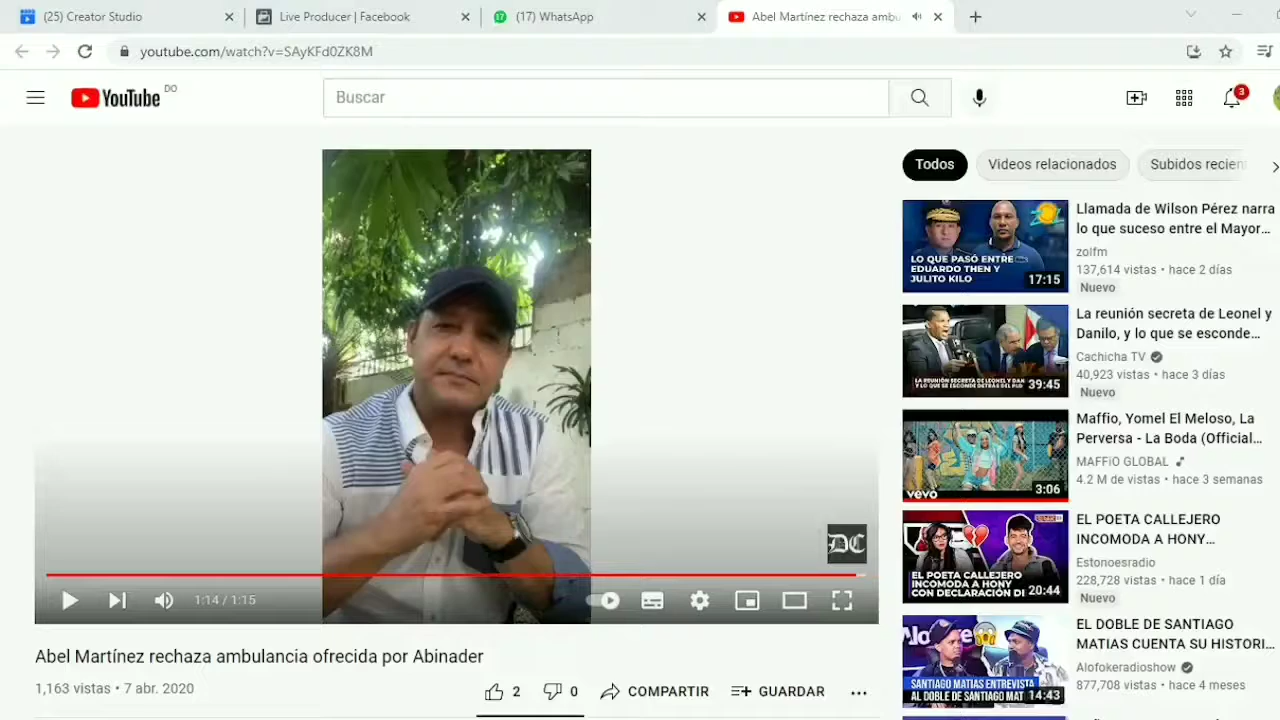 (25) Creator Studio
Live Producer | Facebook
(17) WhatsApp
Abel Martínez rechaza ambu
youtube.com/watch?v=SAyKFd0ZK8M
YouTube DO
Buscar
3
Todos
Videos relacionados
Subidos recien
LO QUE PASÓ ENTRE
EDUARDO THEN Y
JULITO KILO
17:15
Llamada de Wilson Pérez narra
lo que suceso entre el Mayor...
zolfm
137,614 vistas • hace 2 días
Nuevo
39:45
La reunión secreta de Leonel y
Danilo, y lo que se esconde...
Cachicha TV
40,923 vistas • hace 3 días
Nuevo
vevo
3:06
Maffio, Yomel El Meloso, La
Perversa - La Boda (Official...
MAFFiO GLOBAL
4.2 M de vistas • hace 3 semanas
EL POETA CALLEJERO
INCOMODA A HONY
CON DECLARACIÓN DI
20:44
EL POETA CALLEJERO
INCOMODA A HONY...
Estonoesradio
228,728 vistas • hace 1 día
Nuevo
SANTIAGO MATIAS ENTREVISTA
AL DOBLE DE SANTIAGO MAT
14:43
EL DOBLE DE SANTIAGO
MATIAS CUENTA SU HISTORI...
Alofokeradioshow
877,708 vistas • hace 4 meses
DC
1:14 / 1:15
Abel Martínez rechaza ambulancia ofrecida por Abinader
1,163 vistas • 7 abr. 2020
2
0
COMPARTIR
GUARDAR